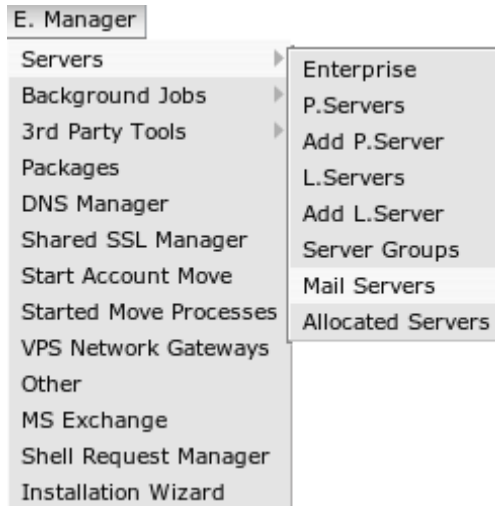 E. Manager
Servers
Background Jobs
3rd Party Tools
Packages
DNS Manager
Shared SSL Manager
Start Account Move
Started Move Processes
VPS Network Gateways
Other
MS Exchange
Shell Request Manager
Installation Wizard
Enterprise
P.Servers
Add P.Server
L.Servers
Add L.Server
Server Groups
Mail Servers
Allocated Servers